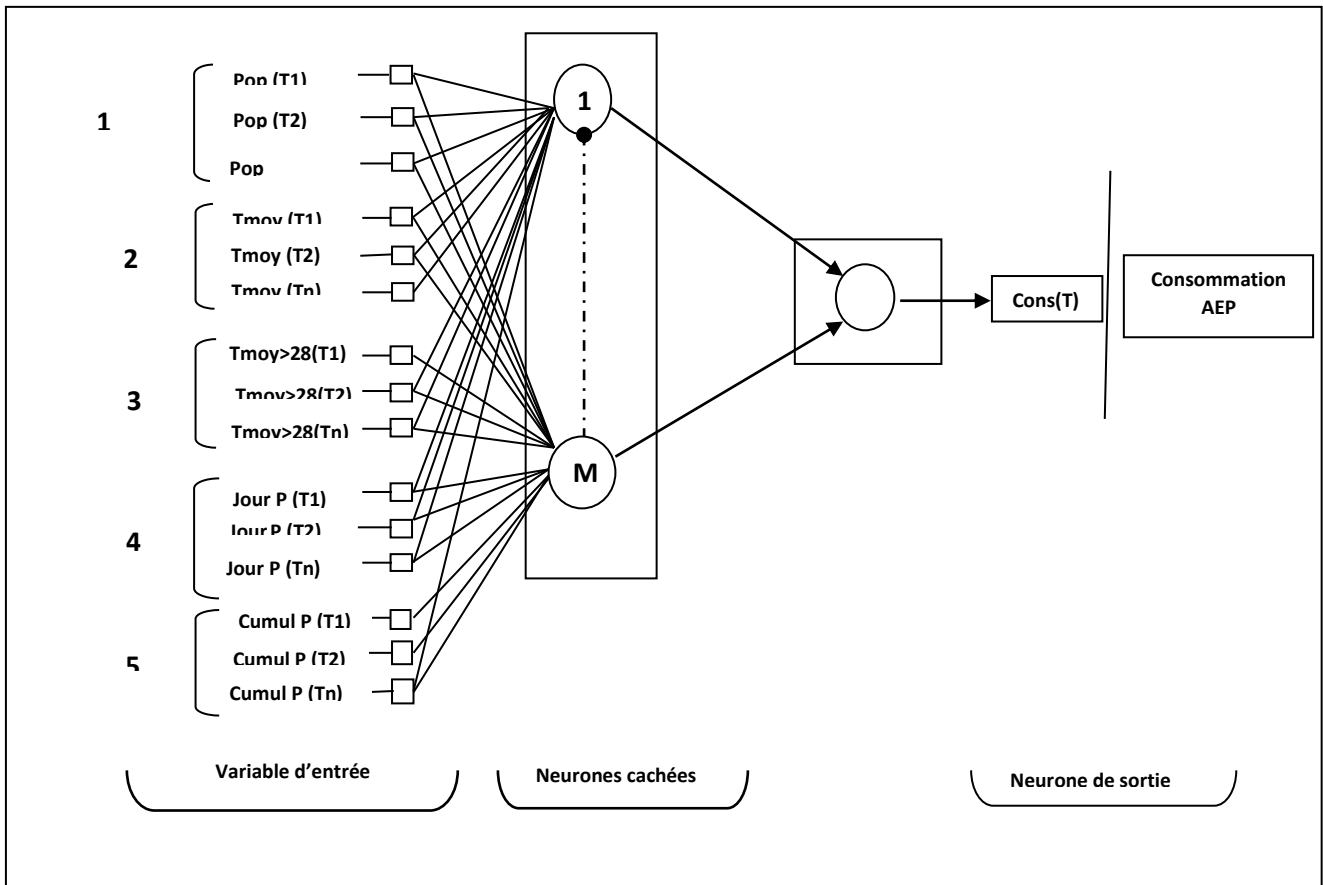 1
Pop (T1)
Pop (T2)
Pop
2
Tmoy (T1)
Tmoy (T2)
Tmoy (Tn)
3
Tmoy>28(T1)
Tmoy>28(T2)
Tmoy>28(Tn)
4
Jour P (T1)
Jour P (T2)
Jour P (Tn)
5
Cumul P (T1)
Cumul P (T2)
Cumul P (Tn)
1
M
Cons(T)
Consommation
AEP
Variable d’entrée
Neurones cachées
Neurone de sortie